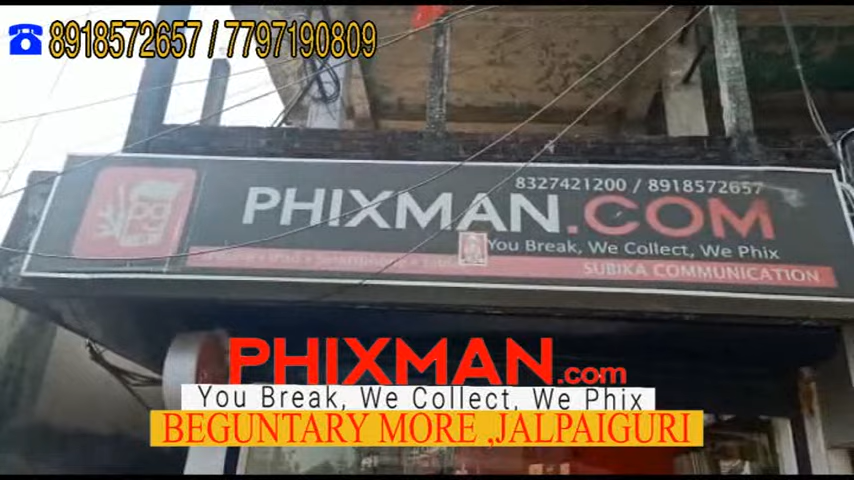 8918572657 / 7797190809
8327421200 / 8918572657
PHIXMAN.COM
You Break, We Collect, We Phix
SUBIKA COMMUNICATION
PHIXMAN.com
You Break, We Collect, We Phix
BEGUNTARY MORE ,JALPAIGURI